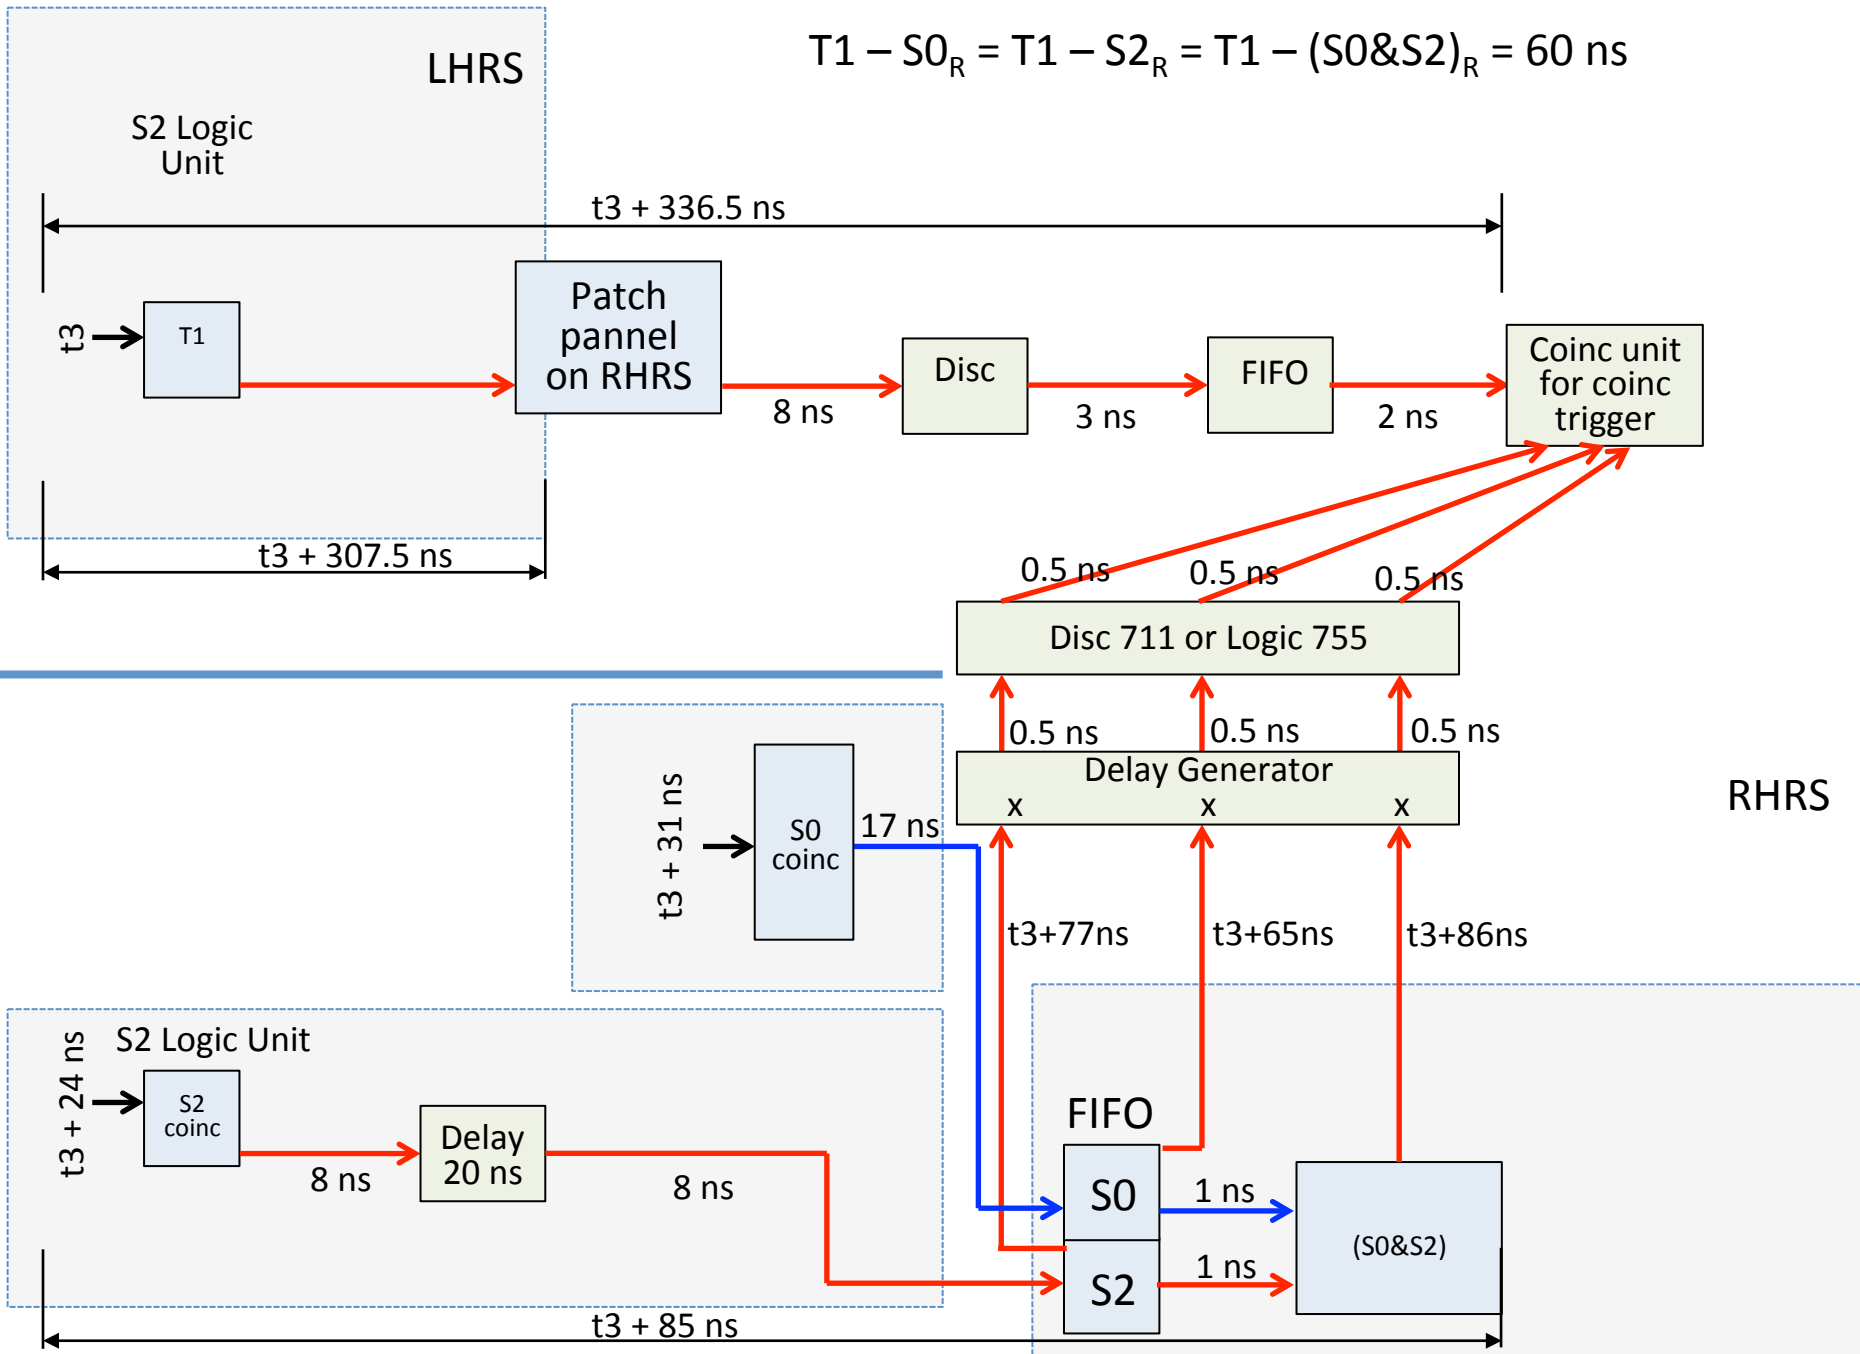 LHRS
T1 – S0R = T1 – S2R = T1 – (S0&S2)R = 60 ns
S2 Logic
Unit
t3 + 336.5 ns
t3
T1
Patch
pannel
on RHRS
8 ns
Disc
3 ns
FIFO
2 ns
Coinc unit
for coinc
trigger
t3 + 307.5 ns
0.5 ns
0.5 ns
0.5 ns
Disc 711 or Logic 755
0.5 ns
0.5 ns
0.5 ns
Delay Generator
x
x
x
RHRS
t3 + 31 ns
S0
coinc
17 ns
t3+77ns
t3+65ns
t3+86ns
S2 Logic Unit
t3 + 24 ns
S2
coinc
8 ns
Delay
20 ns
8 ns
FIFO
S0
1 ns
S2
1 ns
(S0&S2)
t3 + 85 ns